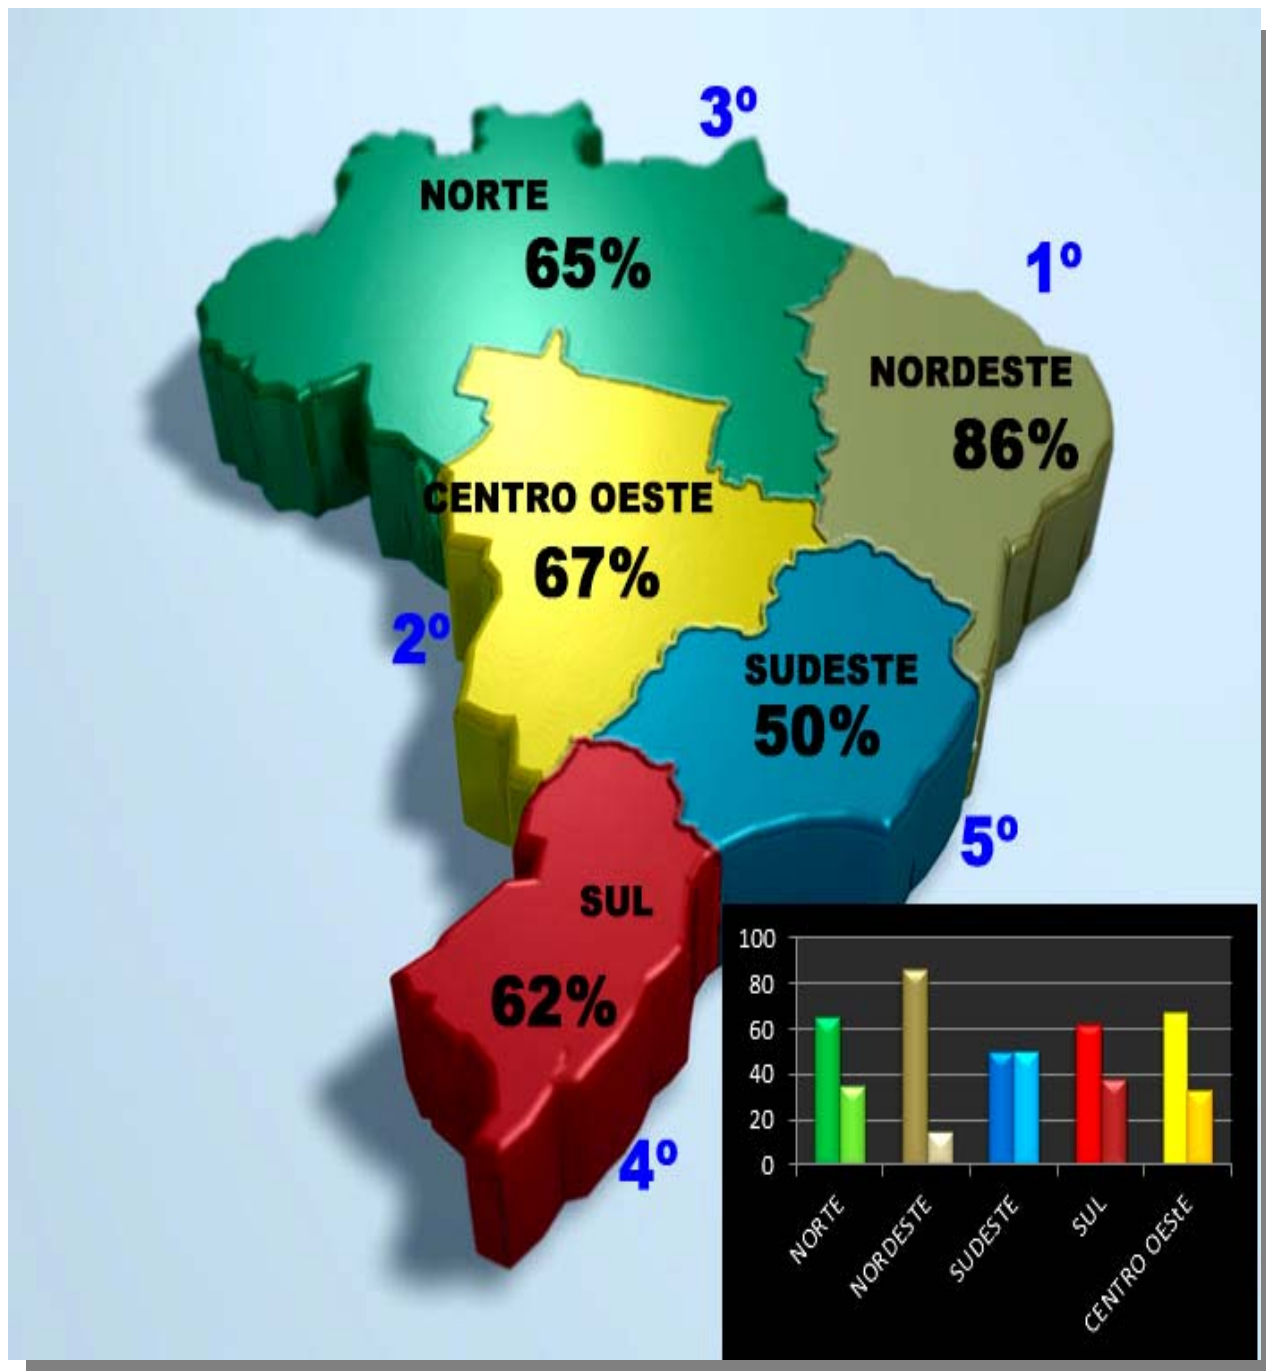 3º
NORTE
65%
1º
NORDESTE
86%
CENTRO OESTE
67%
2º
SUDESTE
50%
5º
SUL
62%
4º
100
80
60
40
20
0
NORTE
NORDESTE
SUDESTE
SUL
CENTRO OEStE